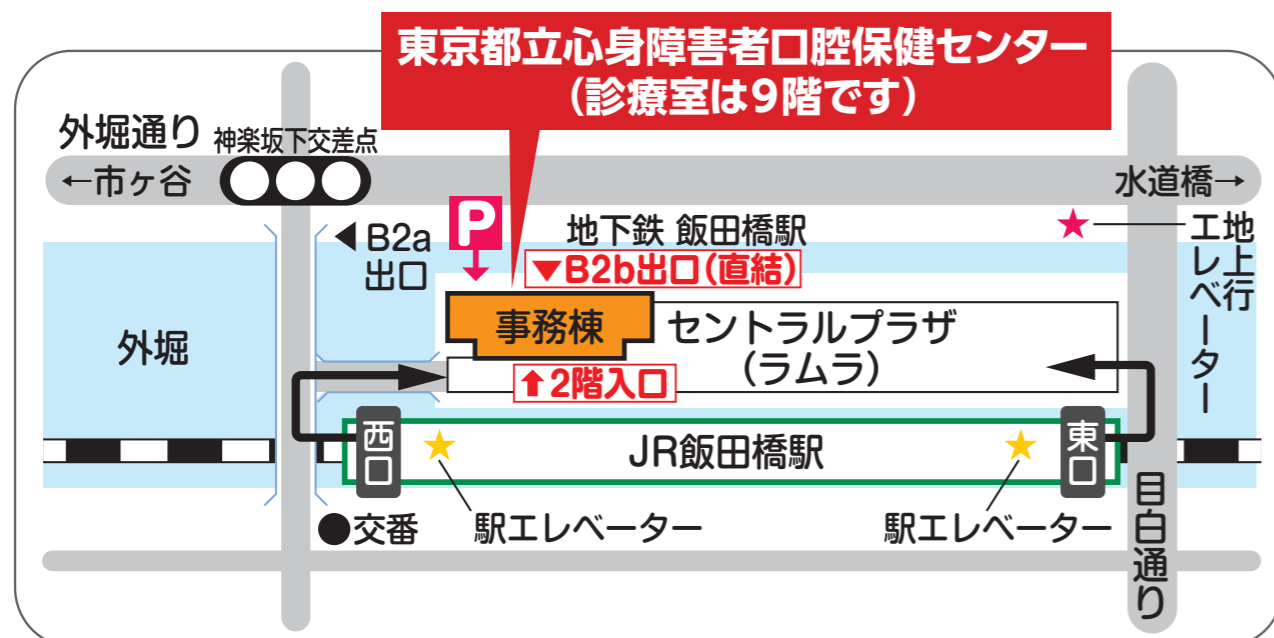 東京都立心身障害者口腔保健センター
（診療室は9階です）
外堀通り
神楽坂下交差点
←市ヶ谷
水道橋→
◀B2a
出口
P
地下鉄 飯田橋駅
▼B2b出口（直結）
地上行
エレベーター
外堀
事務棟
セントラルプラザ
（ラムラ）
⬆2階入口
西口
JR飯田橋駅
東口
●交番
駅エレベーター
駅エレベーター
目白通り